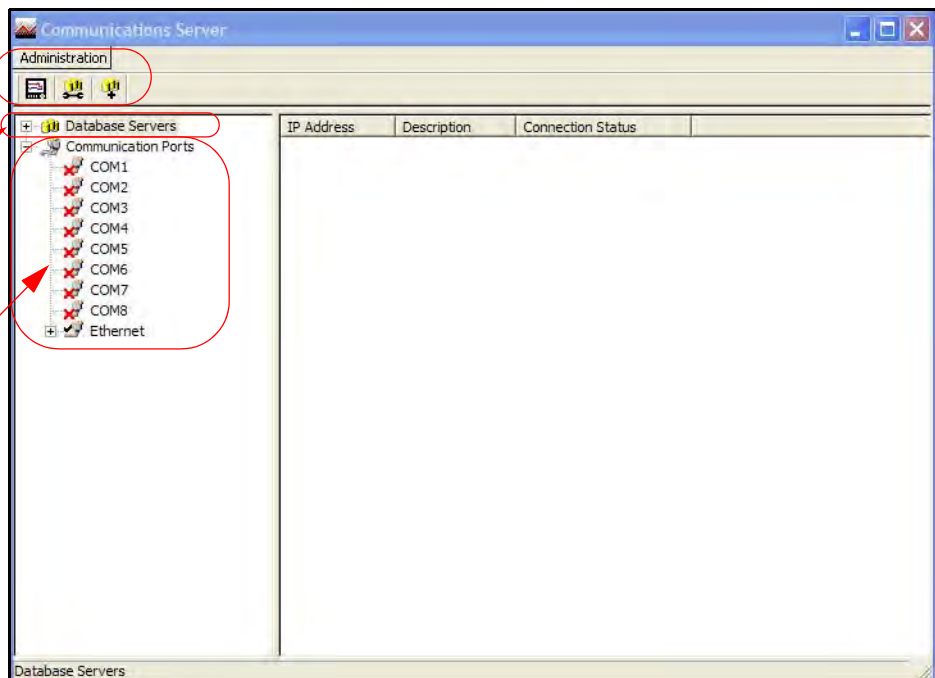 Communications Server
Administration
Database Servers
IP Address Description Connection Status
Communication Ports
COM1
COM2
COM3
COM4
COM5
COM6
COM7
COM8
Ethernet
Database Servers